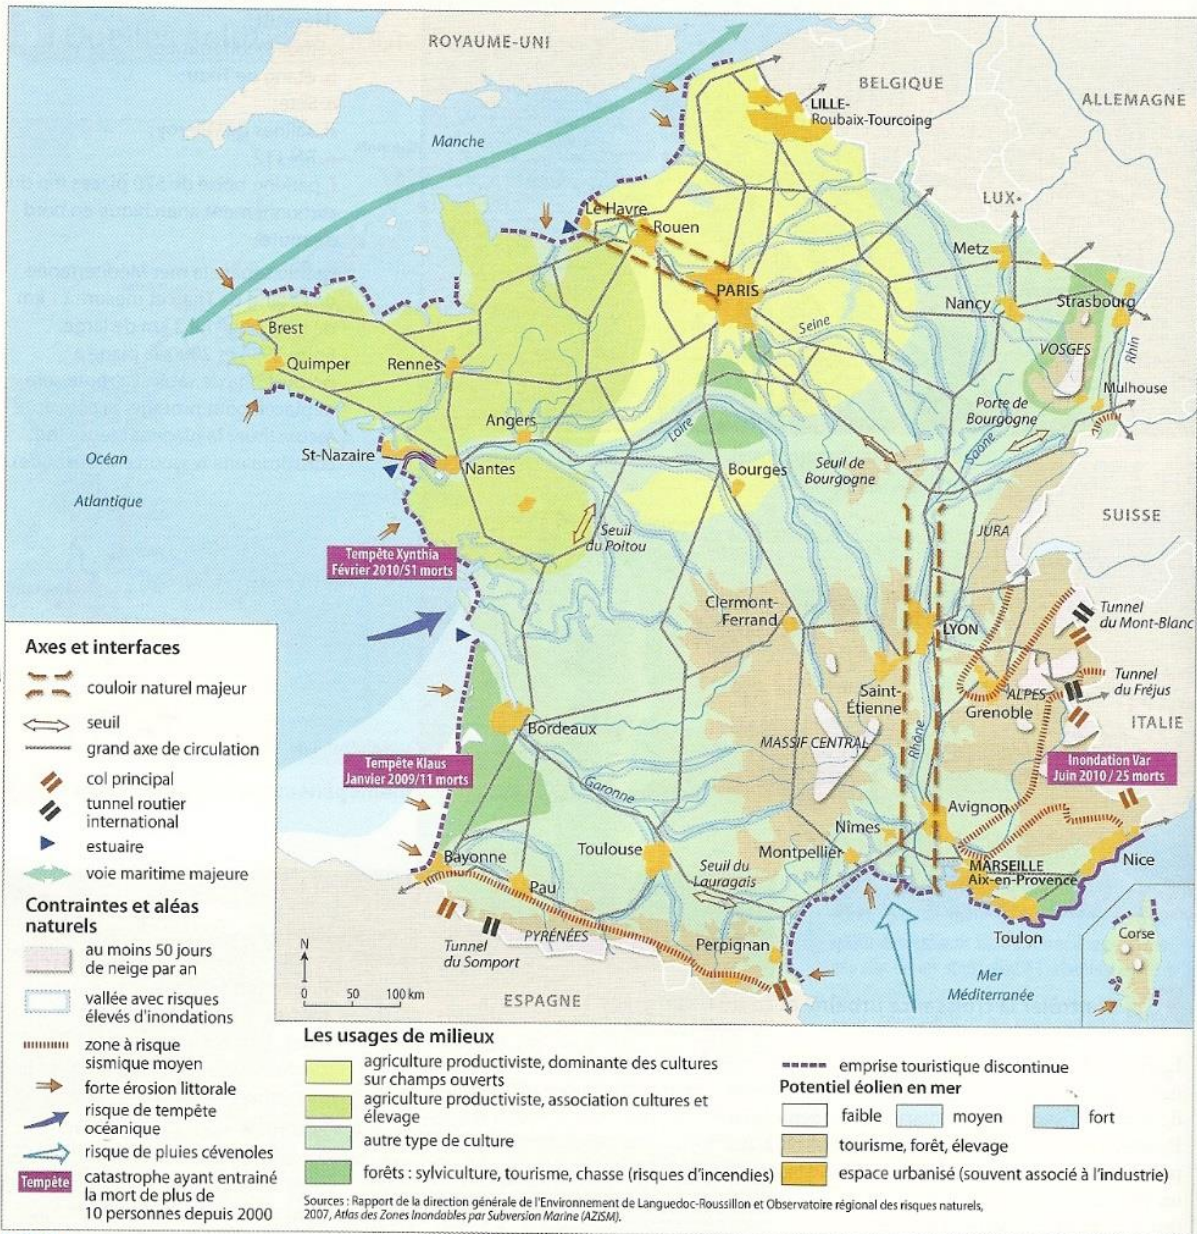 ROYAUME-UNI
BELGIQUE
ALLEMAGNE
LILLE-
Roubaix-Tourcoing
Manche
LUX.
Le Havre
Rouen
Metz
PARIS
Nancy
Strasbourg
Seine
Brest
VOSGES
Rhin
Quimper
Rennes
Mulhouse
Porte de
Bourgogne
Angers
Loire
Saône
St-Nazaire
Océan
Atlantique
Nantes
Bourges
Seuil de
Bourgogne
SUISSE
JURA
Seuil
du Poitou
Tempête Xynthia
Février 2010/51 morts
Clermont-
Ferrand
Tunnel
du Mont-Blanc
LYON
Saint-
Étienne
ALPES
Grenoble
Tunnel
du Fréjus
Bordeaux
MASSIF CENTRAL
Rhône
ITALIE
Tempête Klaus
Janvier 2009/11 morts
Inondation Var
Juin 2010 / 25 morts
Garonne
Avignon
Nîmes
Bayonne
Toulouse
Montpellier
Nice
Seuil du
Lauragais
MARSEILLE
Aix-en-Provence
Pau
PYRÉNÉES
Perpignan
Toulon
Corse
Tunnel
du Somport
Mer
Méditerranée
ESPAGNE
N
0 50 100 km
Axes et interfaces
couloir naturel majeur
seuil
grand axe de circulation
col principal
tunnel routier
international
estuaire
voie maritime majeure
Contraintes et aléas
naturels
au moins 50 jours
de neige par an
vallée avec risques
élevés d'inondations
zone à risque
sismique moyen
forte érosion littorale
risque de tempête
océanique
risque de pluies cévenoles
Tempête
catastrophe ayant entrainé
la mort de plus de
10 personnes depuis 2000
Les usages de milieux
agriculture productiviste, dominante des cultures
sur champs ouverts
agriculture productiviste, association cultures et
élevage
autre type de culture
forêts : sylviculture, tourisme, chasse (risques d'incendies)
emprise touristique discontinue
Potentiel éolien en mer
faible moyen fort
tourisme, forêt, élevage
espace urbanisé (souvent associé à l'industrie)
Sources : Rapport de la direction générale de l'Environnement de Languedoc-Roussillon et Observatoire régional des risques naturels,
2007, Atlas des Zones Inondables par Subversion Marine (AZISM).